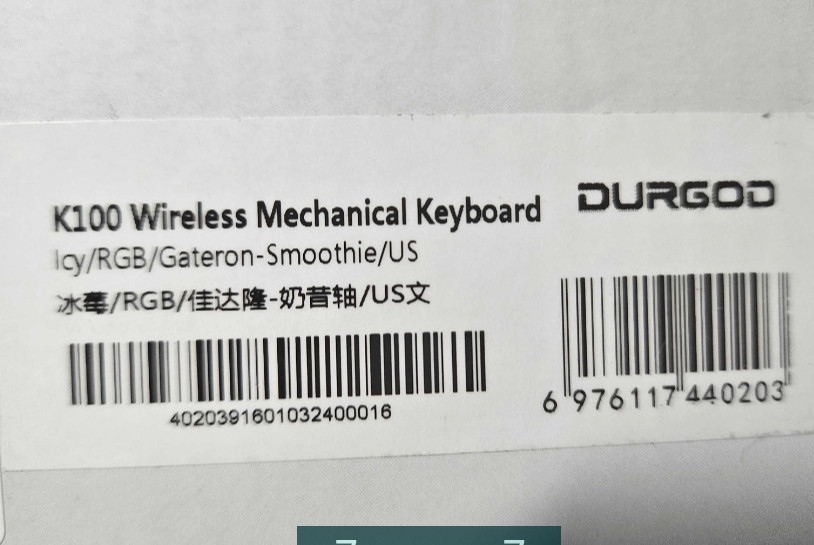 K100 Wireless Mechanical Keyboard
Icy/RGB/Gateron-Smoothie/US
冰莓/RGB/佳达隆-奶昔轴/US文
4020391601032400016
DURGOD
6 976117 440203